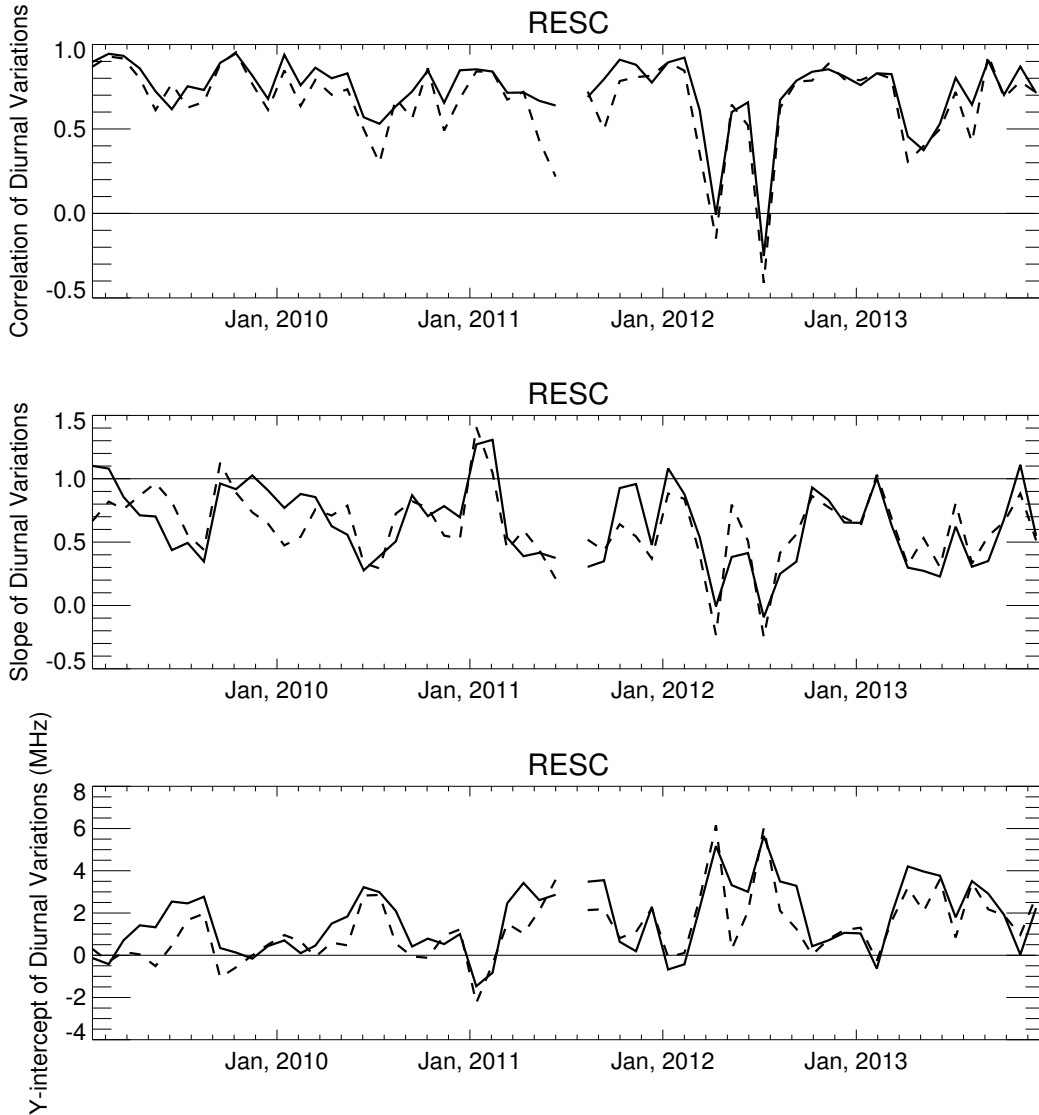 RESC
Correlation of Diurnal Variations
1.0
0.5
0.0
-0.5
Jan, 2010 Jan, 2011 Jan, 2012 Jan, 2013
RESC
Slope of Diurnal Variations
1.5
1.0
0.5
0.0
-0.5
Jan, 2010 Jan, 2011 Jan, 2012 Jan, 2013
RESC
Y-intercept of Diurnal Variations (MHz)
8
6
4
2
0
-2
-4
Jan, 2010 Jan, 2011 Jan, 2012 Jan, 2013